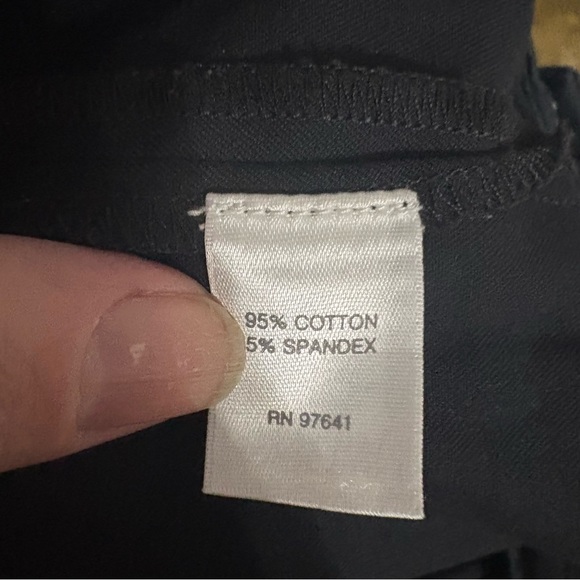 95% COTTON
5% SPANDEX
RN 97641